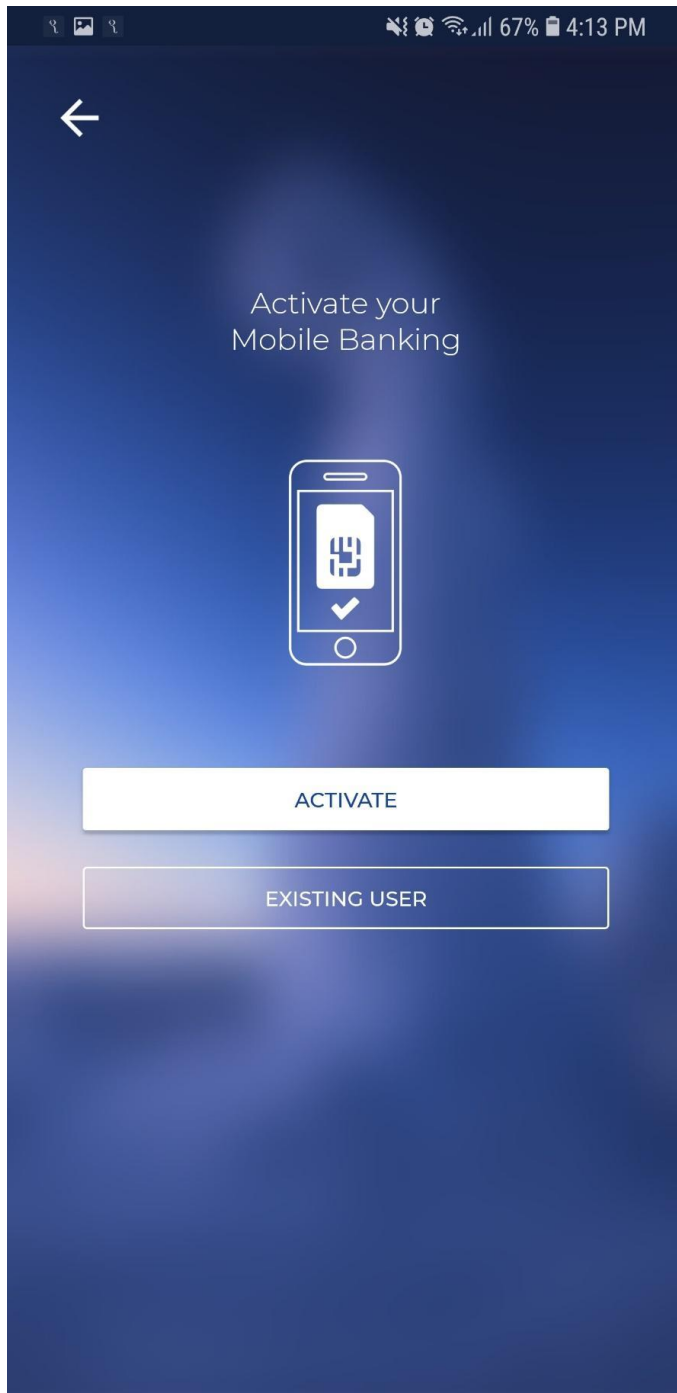 67% 4:13 PM
Activate your
Mobile Banking
ACTIVATE
EXISTING USER